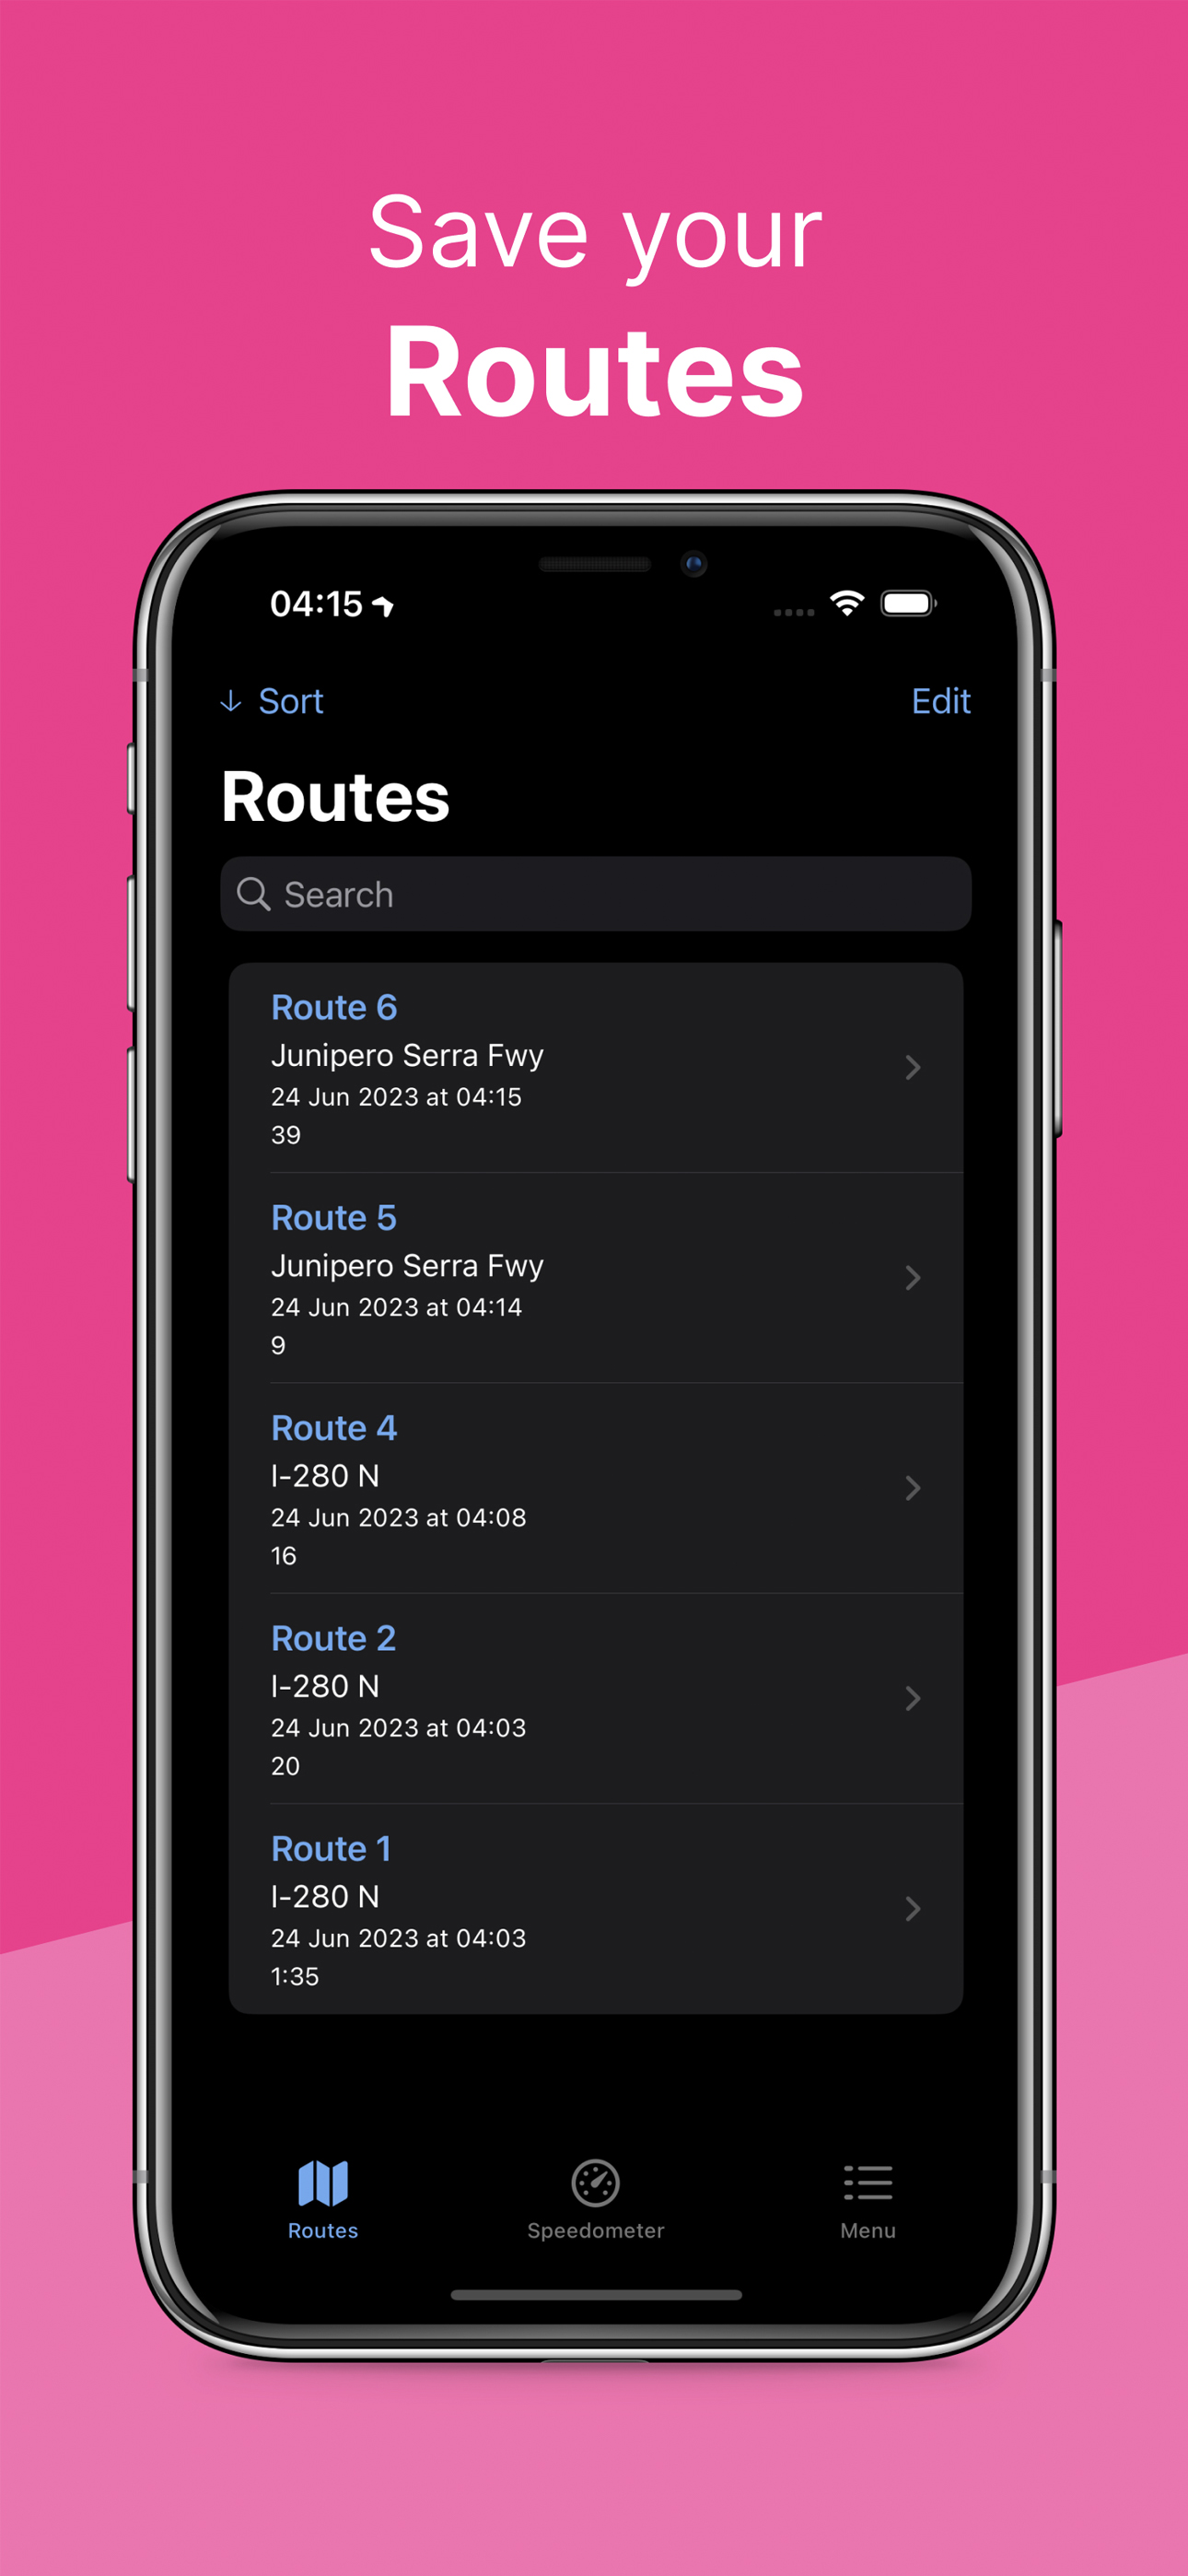 Save your
Routes
04:15
Sort
Edit
Routes
Search
Route 6
Junipero Serra Fwy
24 Jun 2023 at 04:15
39
Route 5
Junipero Serra Fwy
24 Jun 2023 at 04:14
9
Route 4
I-280 N
24 Jun 2023 at 04:08
16
Route 2
I-280 N
24 Jun 2023 at 04:03
20
Route 1
I-280 N
24 Jun 2023 at 04:03
1:35
Routes
Speedometer
Menu